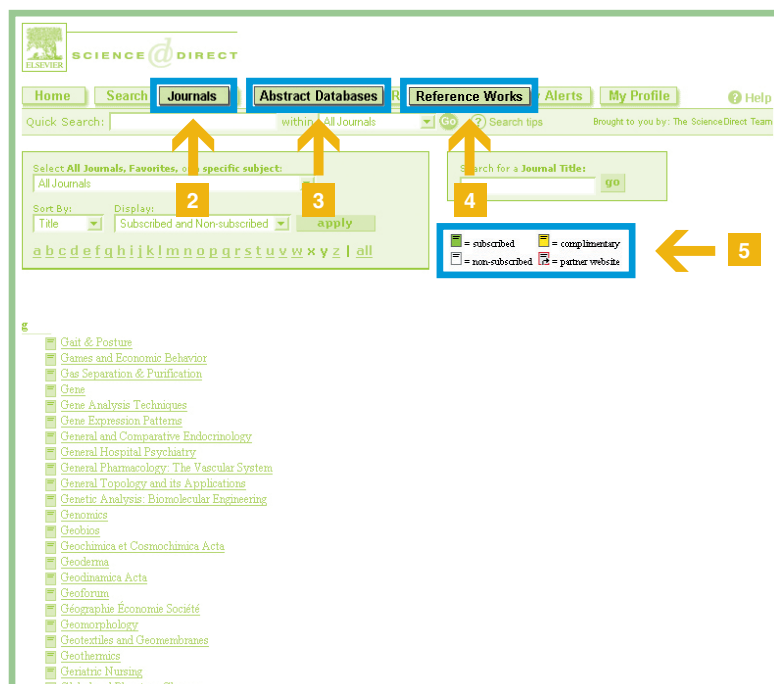 ELSEVIER
SCIENCE @ DIRECT
Home Search Journals Abstract Databases Reference Works Alerts My Profile Help
Quick Search: within All Journals Go ? Search tips Brought to you by: The ScienceDirect Team
Select All Journals, Favorites, or a specific subject:
All Journals
Search for a Journal Title:
go
2 3 4
Sort By: Display:
Title Subscribed and Non-subscribed apply
a b c d e f g h i j k l m n o p q r s t u v w x y z | all
= subscribed = complimentary
= non-subscribed = partner website
5
g
Gait & Posture
Games and Economic Behavior
Gas Separation & Purification
Gene
Gene Analysis Techniques
Gene Expression Patterns
General and Comparative Endocrinology
General Hospital Psychiatry
General Pharmacology: The Vascular System
General Topology and its Applications
Genetic Analysis: Biomolecular Engineering
Genomics
Geobios
Geochimica et Cosmochimica Acta
Geoderma
Geodinamica Acta
Geoforum
Géographie Économie Société
Geomorphology
Geotextiles and Geomembranes
Geothermics
Geriatric Nursing